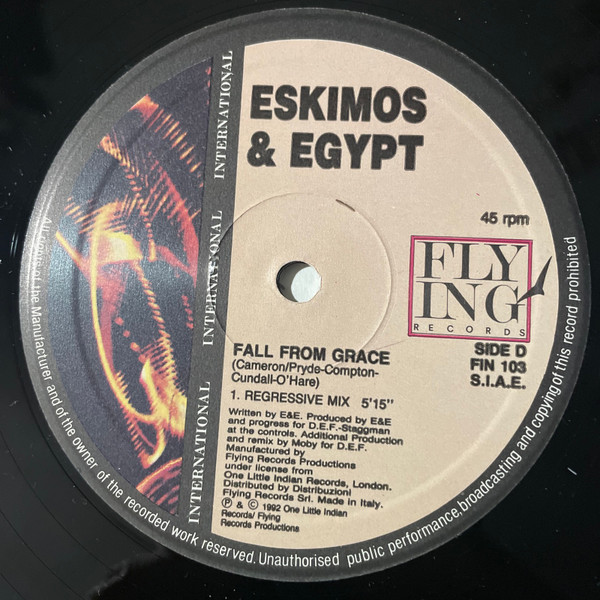 ESKIMOS
& EGYPT
45 rpm
FLY
ING
RECORDS
SIDE D
FIN 103
S.I.A.E.
FALL FROM GRACE
(Cameron/Pryde-Compton-
Cundall-O'Hare)
1. REGRESSIVE MIX 5'15"
Written by E&E. Produced by E&E
and progress for D.E.F.-Staggman
at the controls. Additional Production
and remix by Moby for D.E.F.
Manufactured by
Flying Records Productions
under license from
One Little Indian Records, London.
Distributed by Distribuzioni
Flying Records Srl. Made in Italy.
Ⓟ & © 1992 One Little Indian
Records/ Flying
Records Productions
INTERNATIONAL
INTERNATIONAL
INTERNATIONAL
All rights of the Manufacturer and of the owner of the recorded work reserved. Unauthorised public performance, broadcasting and copying of this record prohibited